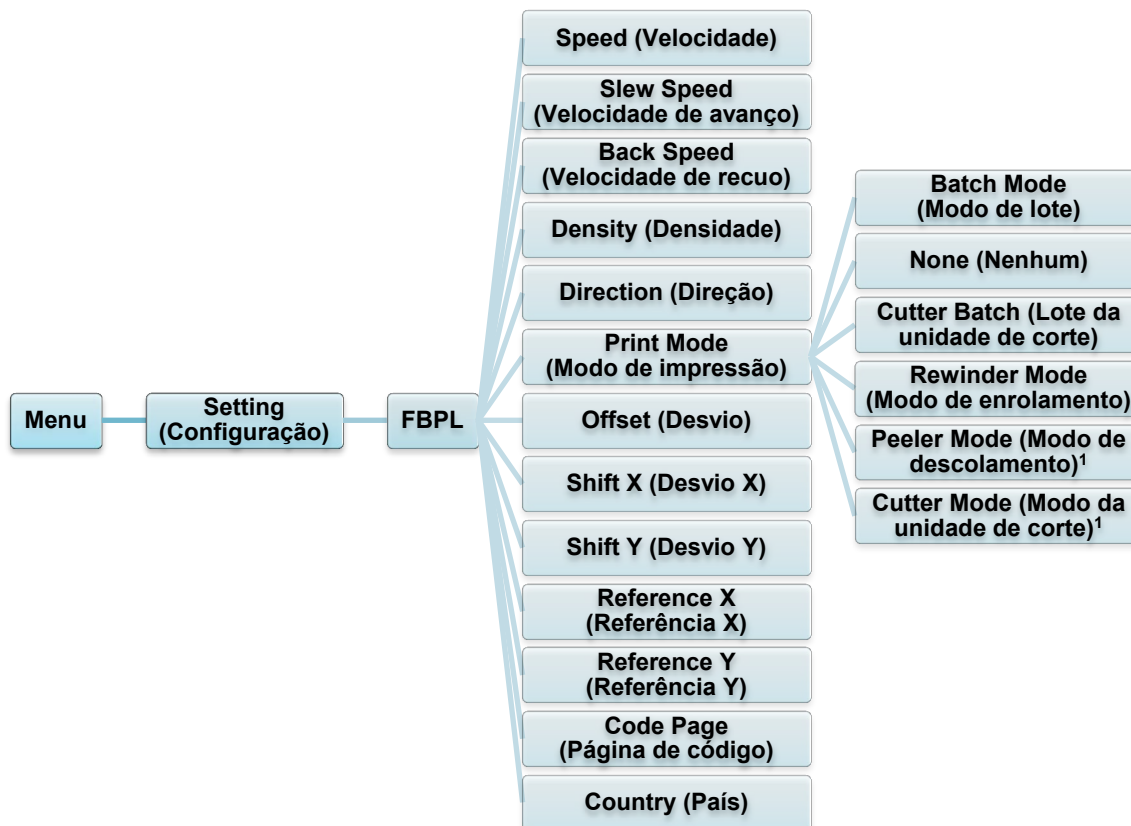 Menu
Setting
(Configuração)
FBPL
Speed (Velocidade)
Slew Speed
(Velocidade de avanço)
Back Speed
(Velocidade de recuo)
Density (Densidade)
Direction (Direção)
Print Mode
(Modo de impressão)
Offset (Desvio)
Shift X (Desvio X)
Shift Y (Desvio Y)
Reference X
(Referência X)
Reference Y
(Referência Y)
Code Page
(Página de código)
Country (País)
Batch Mode
(Modo de lote)
None (Nenhum)
Cutter Batch (Lote da
unidade de corte)
Rewinder Mode
(Modo de enrolamento)
Peeler Mode (Modo de
descolamento)¹
Cutter Mode (Modo da
unidade de corte)¹